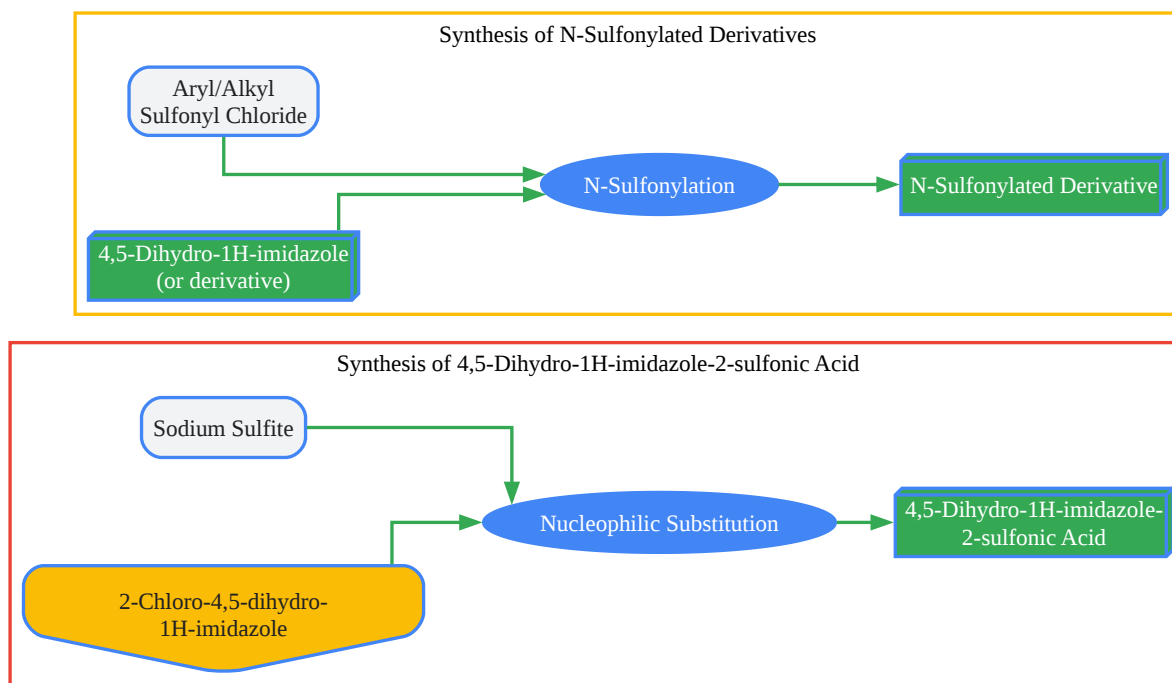 Synthesis of N-Sulfonylated Derivatives
Aryl/Alkyl
Sulfonyl Chloride
N-Sulfonylation
N-Sulfonylated Derivative
4,5-Dihydro-1H-imidazole
(or derivative)
Synthesis of 4,5-Dihydro-1H-imidazole-2-sulfonic Acid
Sodium Sulfite
Nucleophilic Substitution
4,5-Dihydro-1H-imidazole-
2-sulfonic Acid
2-Chloro-4,5-dihydro-
1H-imidazole